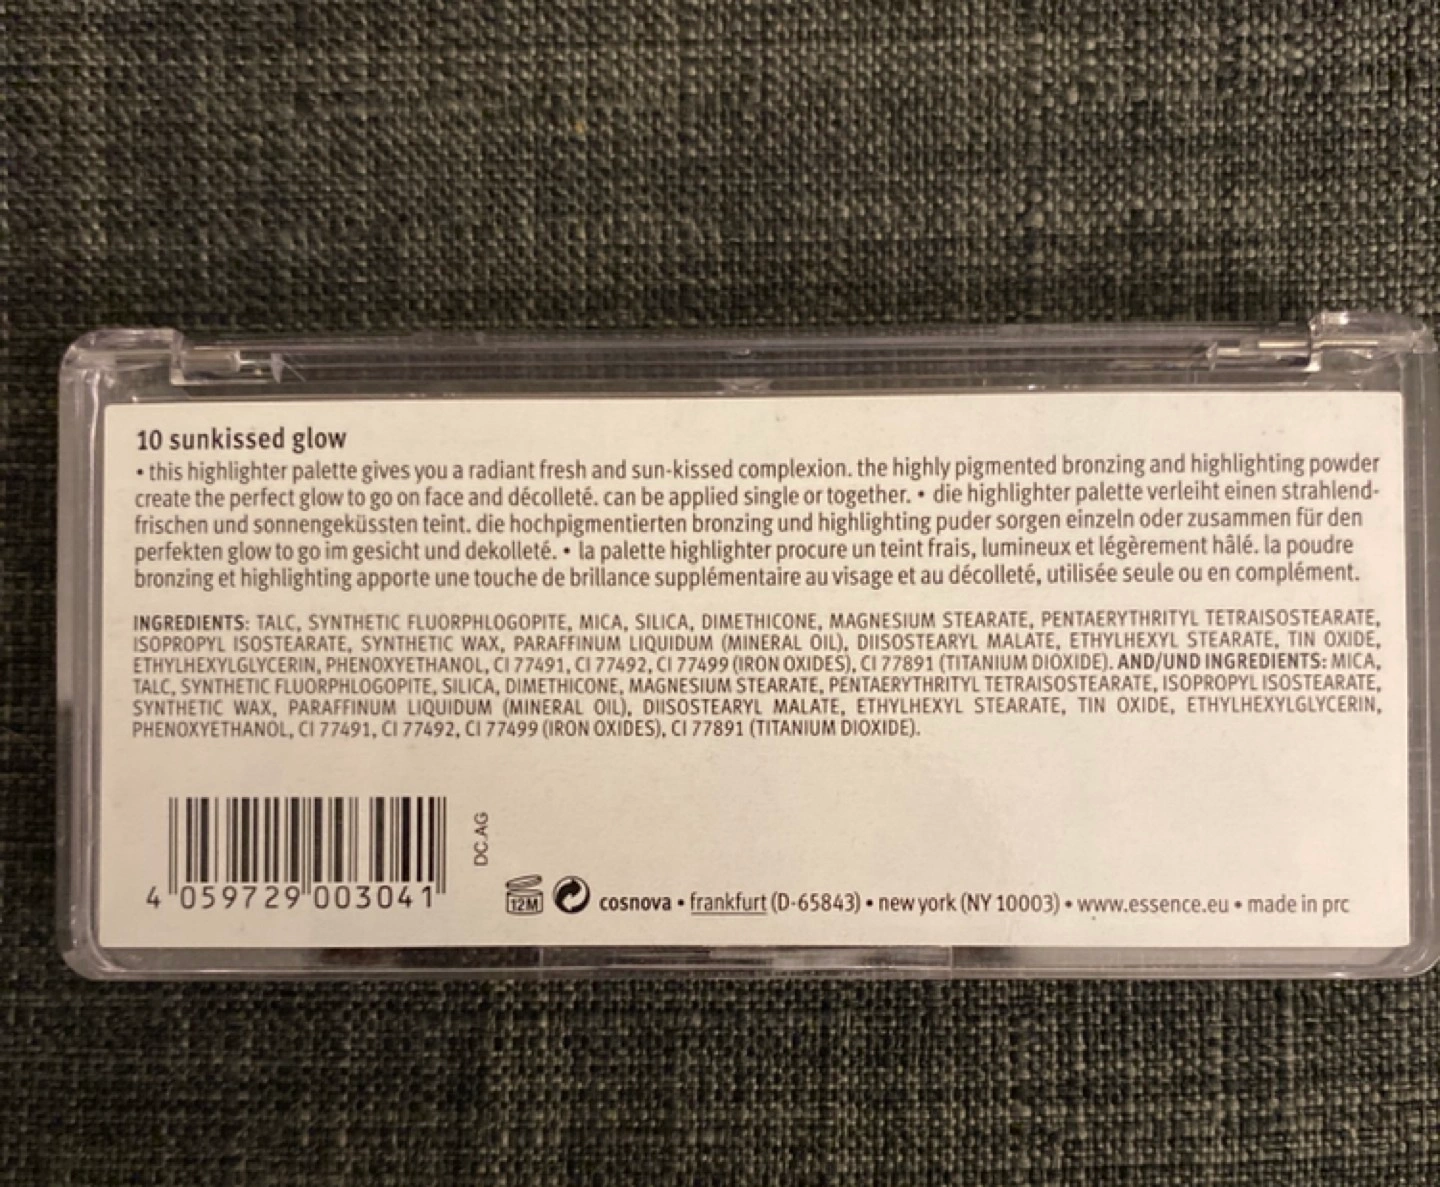 10 sunkissed glow
• this highlighter palette gives you a radiant fresh and sun-kissed complexion. the highly pigmented bronzing and highlighting powder
create the perfect glow to go on face and décolleté. can be applied single or together. • die highlighter palette verleiht einen strahlend-
frischen und sonnengeküssten teint. die hochpigmentierten bronzing und highlighting puder sorgen einzeln oder zusammen für den
perfekten glow to go im gesicht und dekolleté. • la palette highlighter procure un teint frais, lumineux et légèrement hâlé. la poudre
bronzing et highlighting apporte une touche de brillance supplémentaire au visage et au décolleté, utilisée seule ou en complément.
INGREDIENTS: TALC, SYNTHETIC FLUORPHLOGOPITE, MICA, SILICA, DIMETHICONE, MAGNESIUM STEARATE, PENTAERYTHRITYL TETRAISOSTEARATE,
ISOPROPYL ISOSTEARATE, SYNTHETIC WAX, PARAFFINUM LIQUIDUM (MINERAL OIL), DIISOSTEARYL MALATE, ETHYLHEXYL STEARATE, TIN OXIDE,
ETHYLHEXYLGLYCERIN, PHENOXYETHANOL, CI 77491, CI 77492, CI 77499 (IRON OXIDES), CI 77891 (TITANIUM DIOXIDE). AND/UND INGREDIENTS: MICA,
TALC, SYNTHETIC FLUORPHLOGOPITE, SILICA, DIMETHICONE, MAGNESIUM STEARATE, PENTAERYTHRITYL TETRAISOSTEARATE, ISOPROPYL ISOSTEARATE,
SYNTHETIC WAX, PARAFFINUM LIQUIDUM (MINERAL OIL), DIISOSTEARYL MALATE, ETHYLHEXYL STEARATE, TIN OXIDE, ETHYLHEXYLGLYCERIN,
PHENOXYETHANOL, CI 77491, CI 77492, CI 77499 (IRON OXIDES), CI 77891 (TITANIUM DIOXIDE).
DC.AG
4 059729 003041
12M
cosnova • frankfurt (D-65843) • new york (NY 10003) • www.essence.eu • made in prc